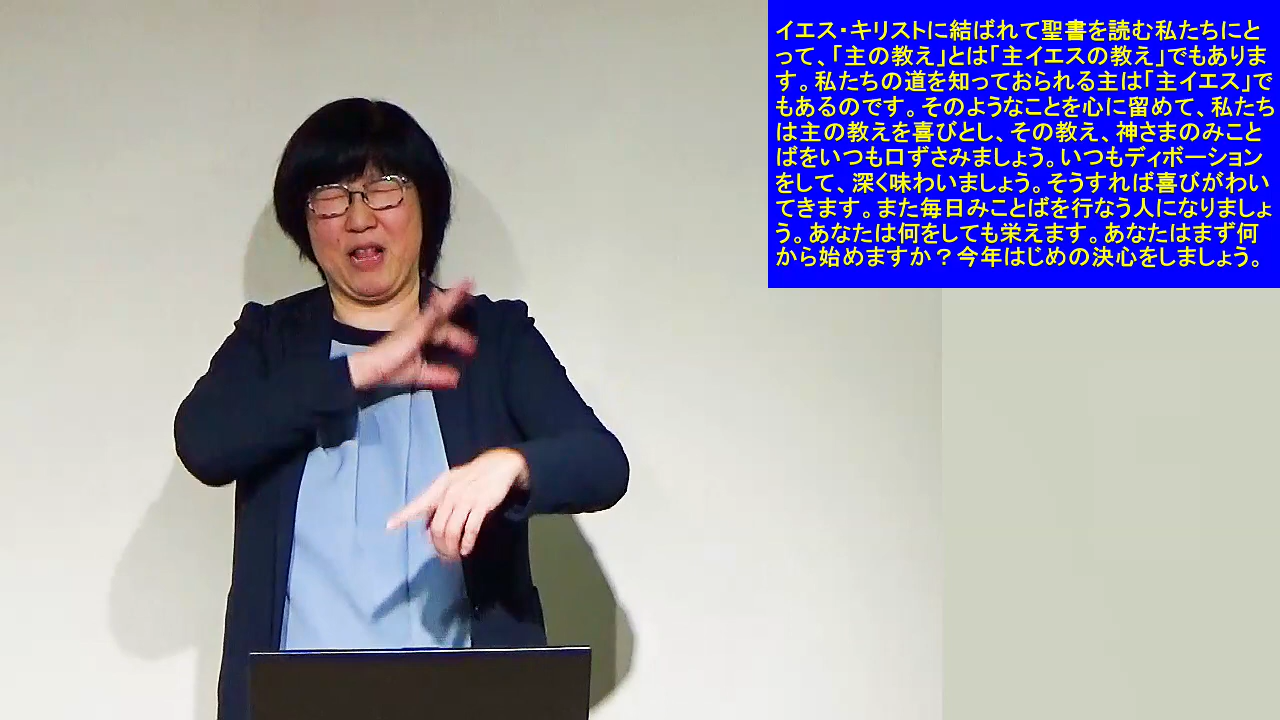 イエス・キリストに結ばれて聖書を読む私たちにと
って、「主の教え」とは「主イエスの教え」でもありま
す。私たちの道を知っておられる主は「主イエス」で
もあるのです。そのようなことを心に留めて、私たち
は主の教えを喜びとし、その教え、神さまのみこと
ばをいつも口ずさみましょう。いつもディボーション
をして、深く味わいましょう。そうすれば喜びがわい
てきます。また毎日みことばを行なう人になりましょ
う。あなたは何をしても栄えます。あなたはまず何
から始めますか？今年はじめの決心をしましょう。